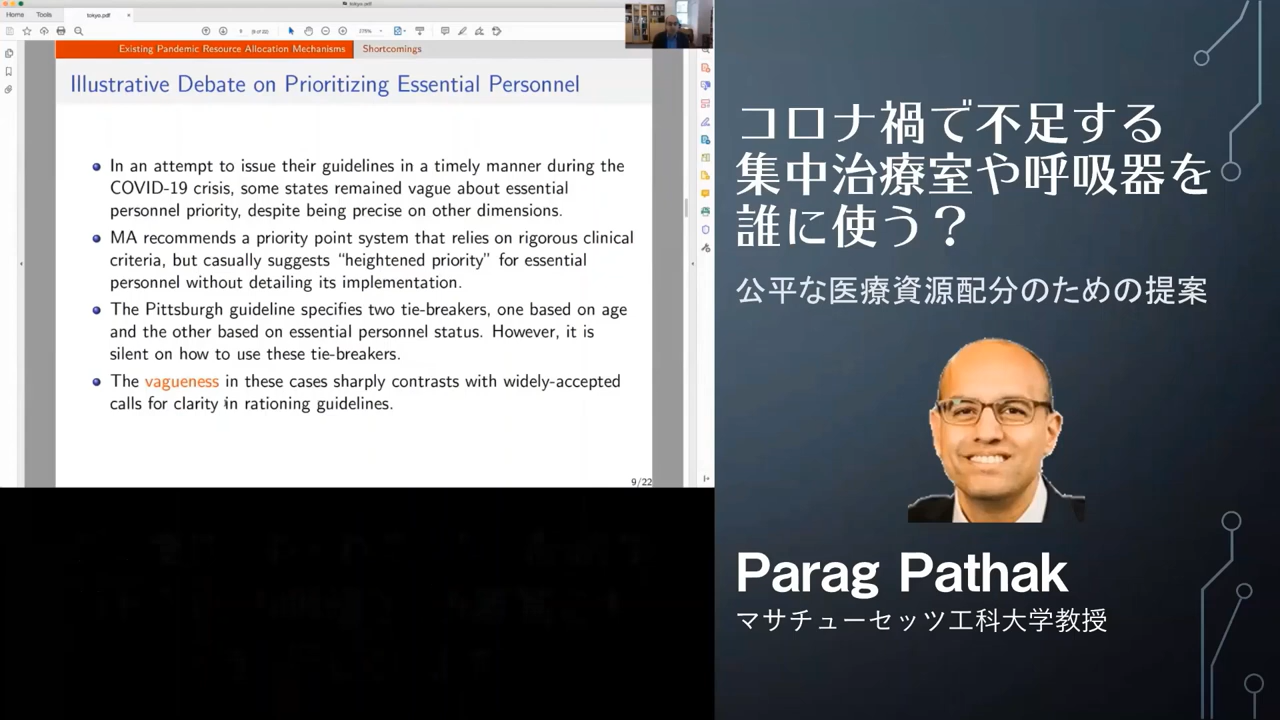 tokyo.pdf
Home
Tools
tokyo.pdf
×
Existing Pandemic Resource Allocation Mechanisms
Shortcomings
Illustrative Debate on Prioritizing Essential Personnel
In an attempt to issue their guidelines in a timely manner during the
COVID-19 crisis, some states remained vague about essential
personnel priority, despite being precise on other dimensions.
MA recommends a priority point system that relies on rigorous clinical
criteria, but casually suggests “heightened priority” for essential
personnel without detailing its implementation.
The Pittsburgh guideline specifies two tie-breakers, one based on age
and the other based on essential personnel status. However, it is
silent on how to use these tie-breakers.
The vagueness in these cases sharply contrasts with widely-accepted
calls for clarity in rationing guidelines.
9/22
コロナ禍で不足する
集中治療室や呼吸器を
誰に使う？
公平な医療資源配分のための提案
Parag Pathak
マサチューセッツ工科大学教授